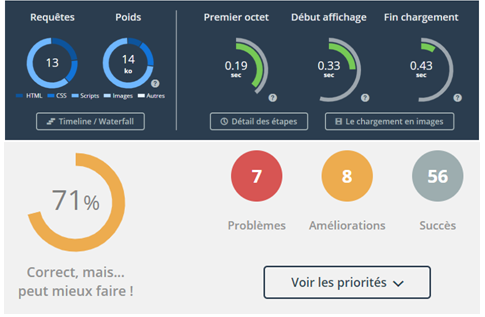 Requêtes
Poids
Premier octet
Début affichage
Fin chargement
13
14
ko
0.19
sec
0.33
sec
0.43
sec
?
?
?
?
HTML CSS Scripts Images Autres
Timeline / Waterfall
Détail des étapes
Le chargement en images
71%
7
8
56
Problèmes
Améliorations
Succès
Correct, mais...
peut mieux faire !
Voir les priorités